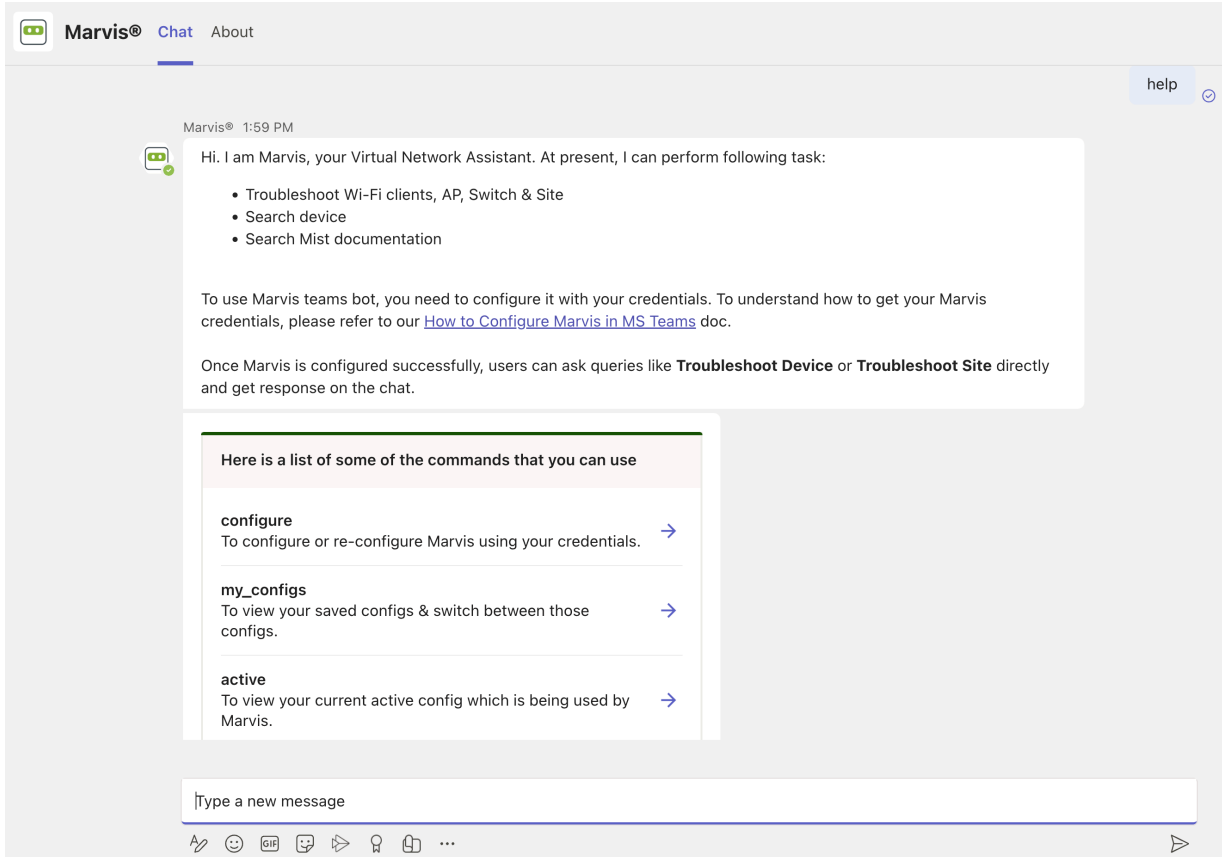 Marvis® Chat About
help
Marvis® 1:59 PM
Hi. I am Marvis, your Virtual Network Assistant. At present, I can perform following task:
• Troubleshoot Wi-Fi clients, AP, Switch & Site
• Search device
• Search Mist documentation
To use Marvis teams bot, you need to configure it with your credentials. To understand how to get your Marvis
credentials, please refer to our How to Configure Marvis in MS Teams doc.
Once Marvis is configured successfully, users can ask queries like Troubleshoot Device or Troubleshoot Site directly
and get response on the chat.
Here is a list of some of the commands that you can use
configure
To configure or re-configure Marvis using your credentials.
my_configs
To view your saved configs & switch between those
configs.
active
To view your current active config which is being used by
Marvis.
Type a new message
GIF